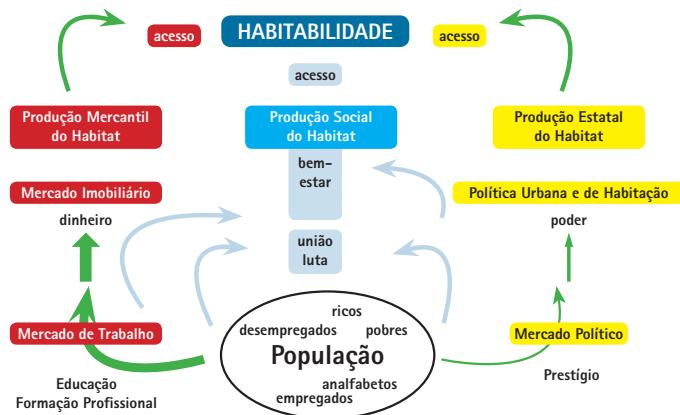 acesso
HABITABILIDADE
acesso
acesso
Produção Mercantil
do Habitat
Produção Social
do Habitat
Produção Estatal
do Habitat
bem-
estar
Mercado Imobiliário
Política Urbana e de Habitação
dinheiro
poder
união
luta
ricos
desempregados
pobres
Mercado de Trabalho
População
Mercado Político
analfabetos
empregados
Educação
Formação Profissional
Prestígio